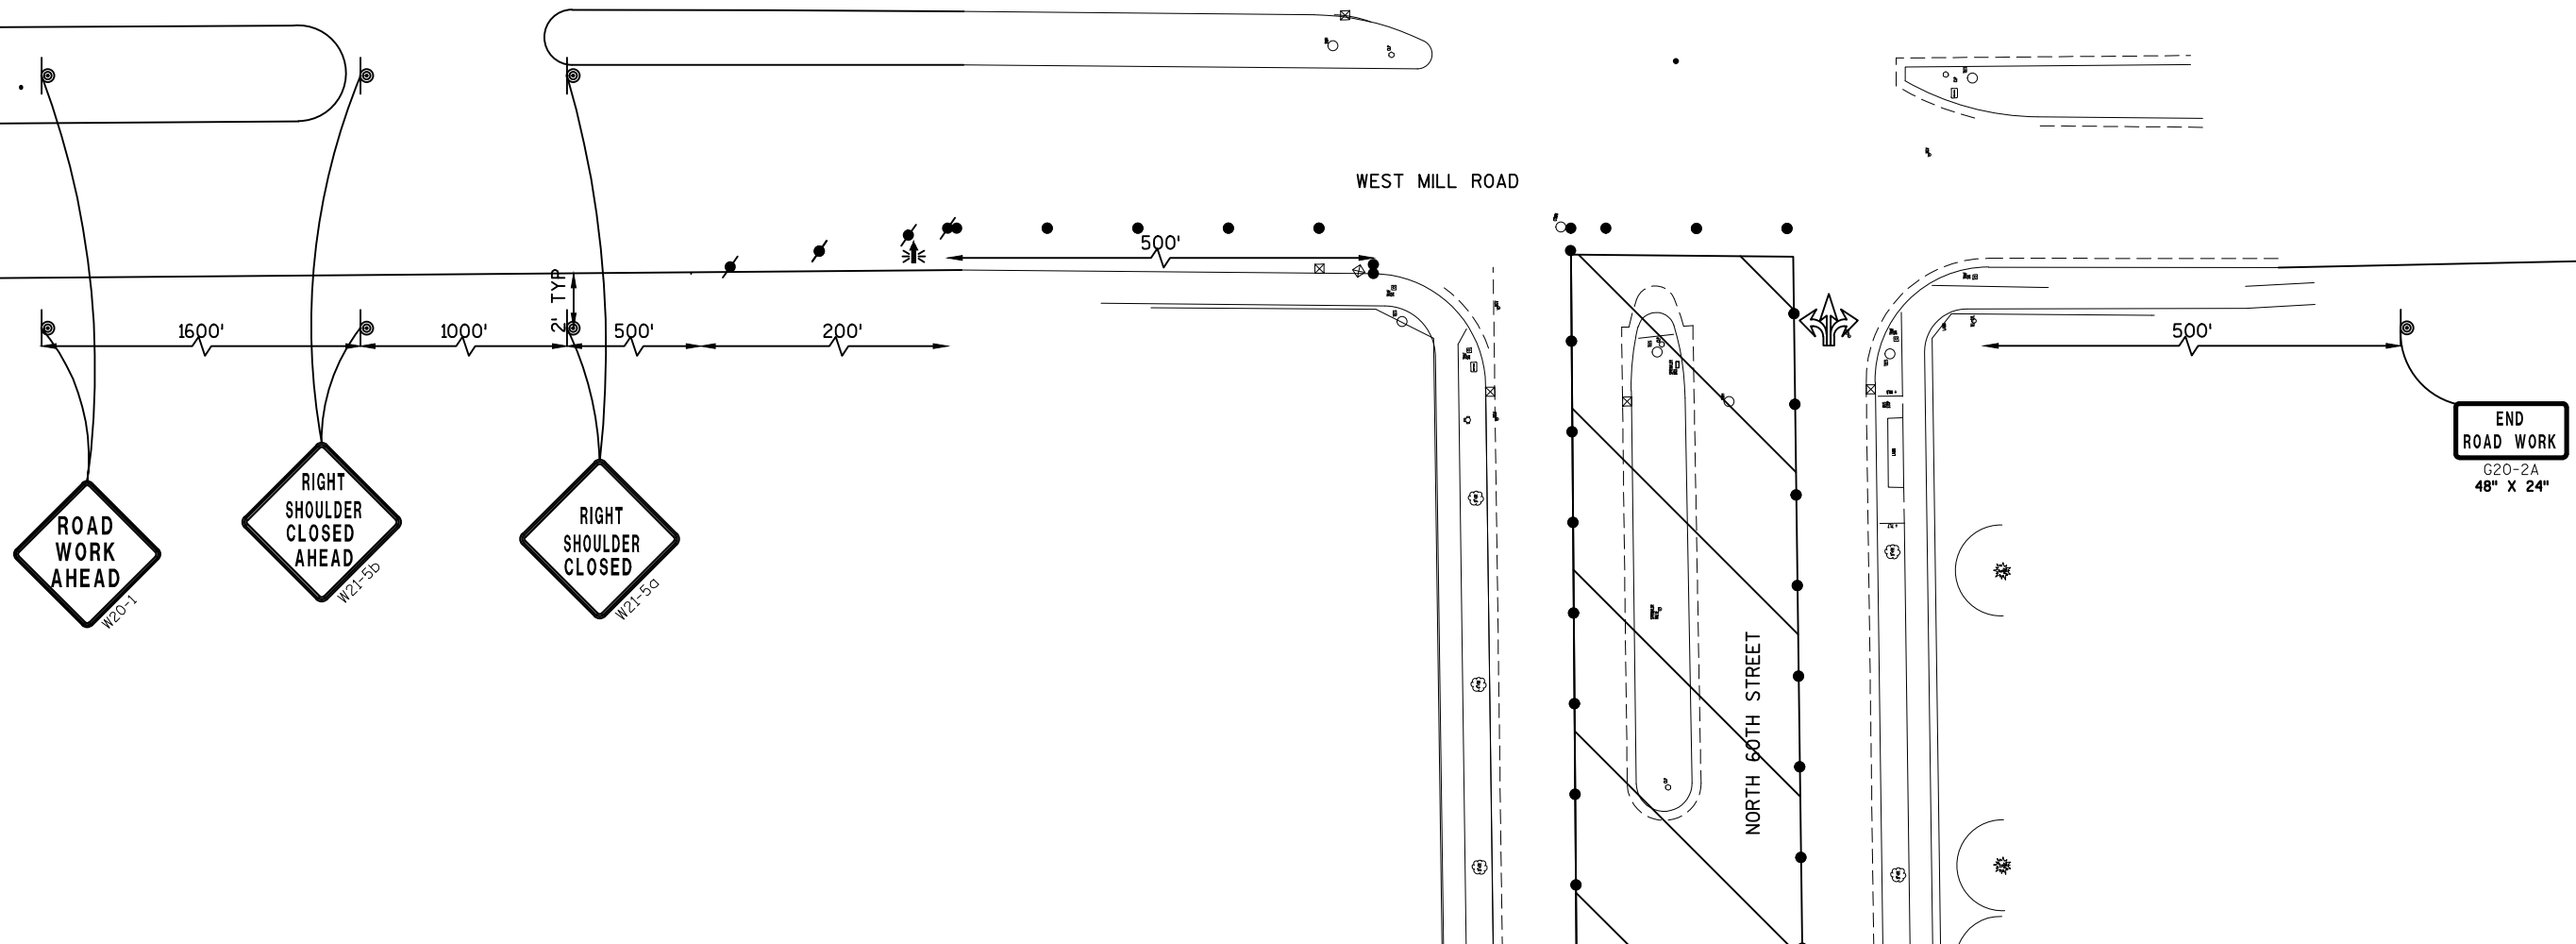 WEST MILL ROAD
500'
2' TYP
1600'
1000'
500'
200'
500'
ROAD
WORK
AHEAD
W20-1
RIGHT
SHOULDER
CLOSED
AHEAD
W21-5b
RIGHT
SHOULDER
CLOSED
W21-5a
END
ROAD WORK
G20-2A
48" X 24"
NORTH 60TH STREET